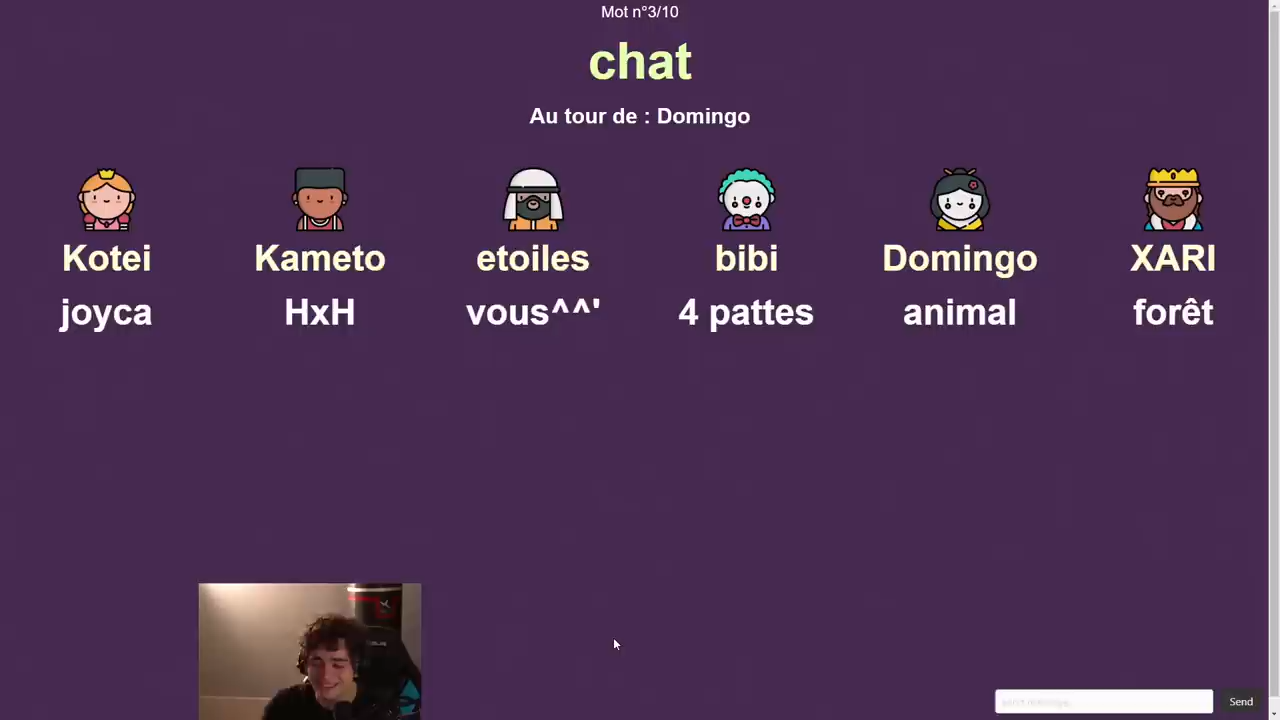 Mot n°3/10
chat
Au tour de : Domingo
Kotei Kameto etoiles bibi Domingo XARI
joyca HxH vous^^' 4 pattes animal forêt
Send